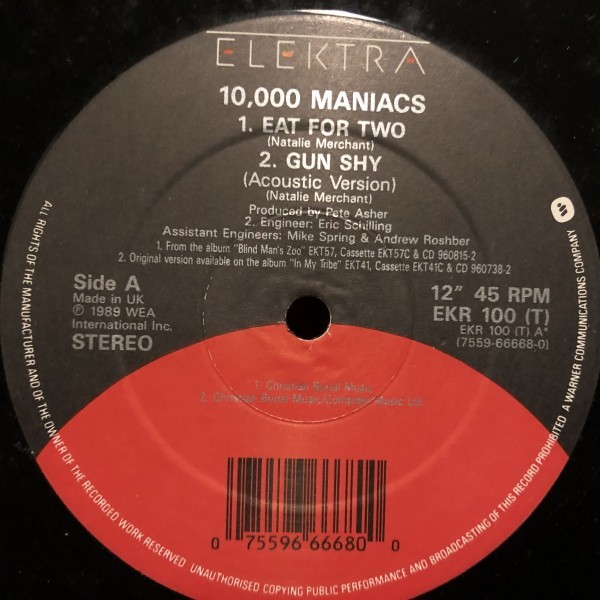 ELEKTRA
10,000 MANIACS
1. EAT FOR TWO
(Natalie Merchant)
2. GUN SHY
(Acoustic Version)
(Natalie Merchant)
Produced by Pete Asher
2. Engineer: Eric Schilling
Assistant Engineers: Mike Spring & Andrew Roshber
1. From the album "Blind Man's Zoo" EKT57, Cassette EKT57C & CD 960815-2
2. Original version available on the album "In My Tribe" EKT41, Cassette EKT41C & CD 960738-2
Side A
Made in UK
℗ 1989 WEA
International Inc.
STEREO
12" 45 RPM
EKR 100 (T)
EKR 100 (T) A*
(7559-66668-0)
1. Christian Burial Music
2. Christian Burial Music/Company Music Ltd.
0 75596 66680 0
ALL RIGHTS OF THE MANUFACTURER AND OF THE OWNER OF THE RECORDED WORK RESERVED UNAUTHORISED COPYING PUBLIC PERFORMANCE AND BROADCASTING OF THIS RECORD PROHIBITED A WARNER COMMUNICATIONS COMPANY